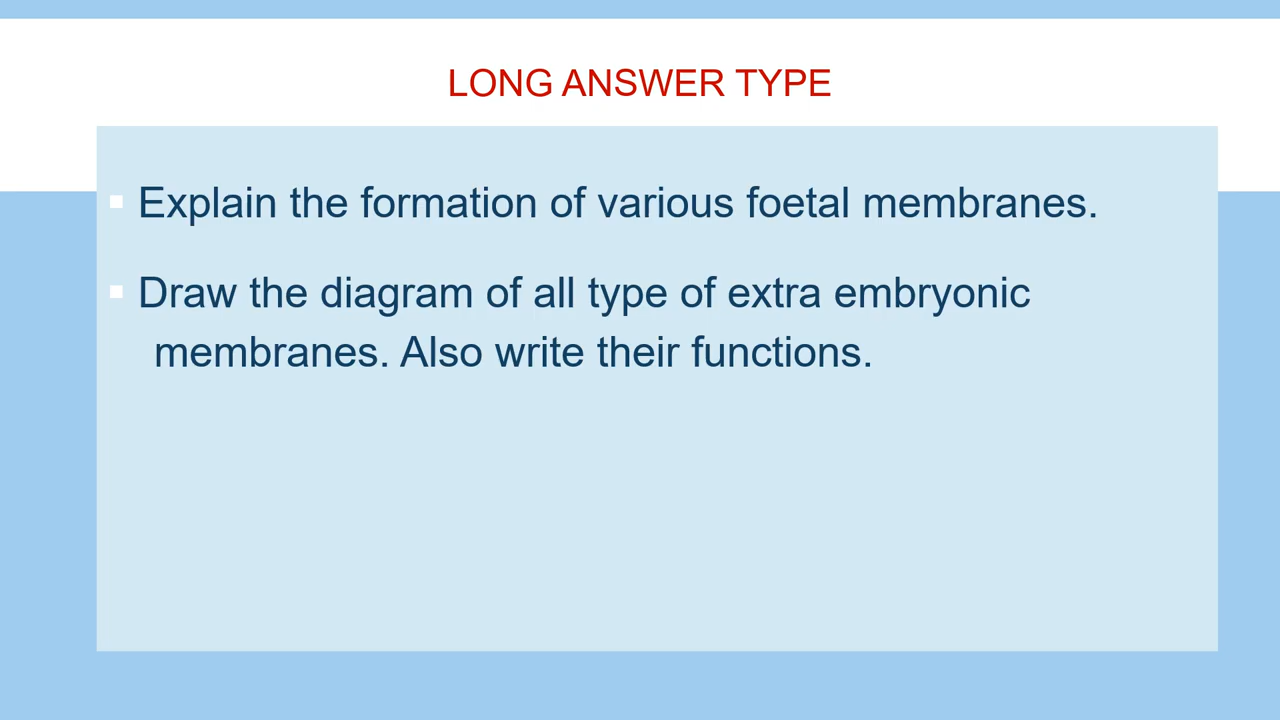 LONG ANSWER TYPE
Explain the formation of various foetal membranes.
Draw the diagram of all type of extra embryonic
membranes. Also write their functions.